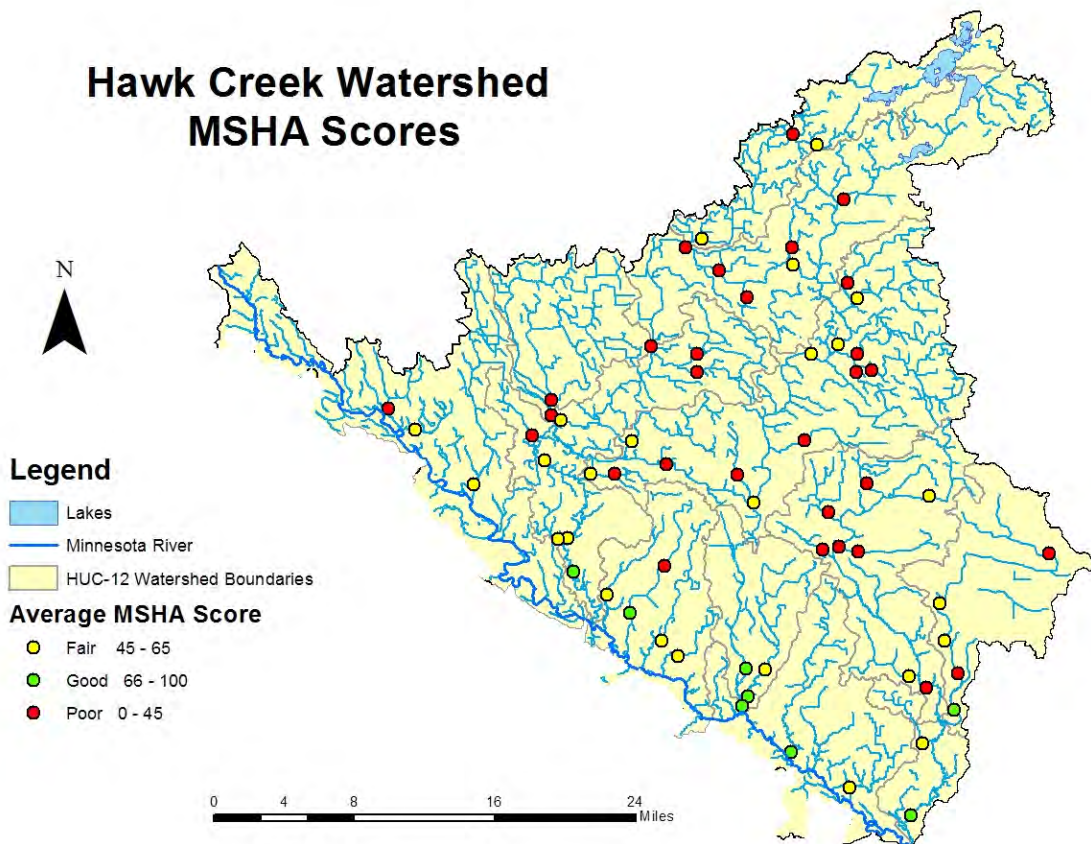 Hawk Creek Watershed
MSHA Scores
N
Legend
Lakes
Minnesota River
HUC-12 Watershed Boundaries
Average MSHA Score
Fair 45 - 65
Good 66 - 100
Poor 0 - 45
0 4 8 16 24
Miles